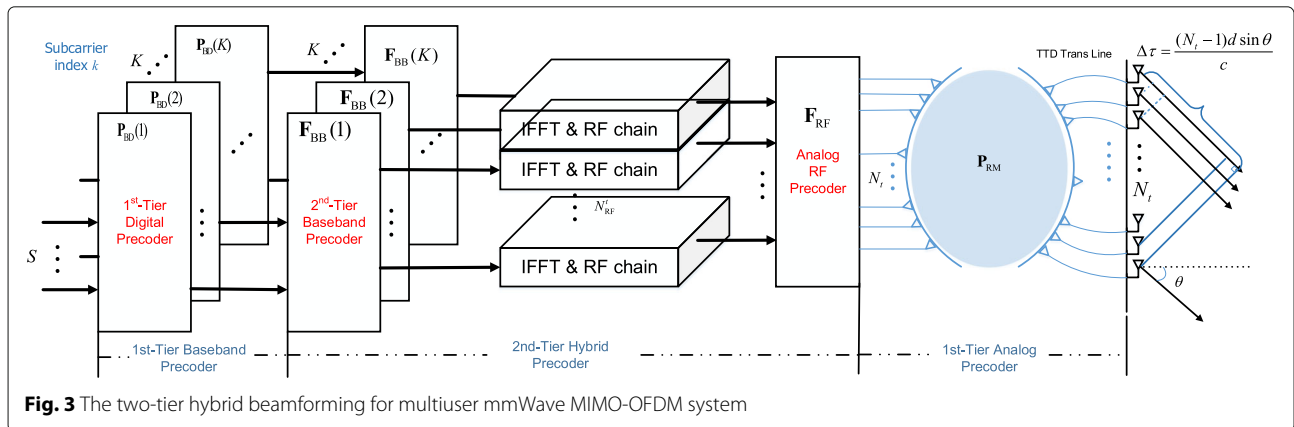 Subcarrier
index k
K
P_BD(K)
P_BD(2)
P_BD(1)
1st-Tier
Digital
Precoder
S
K
F_BB(K)
F_BB(2)
F_BB(1)
2nd-Tier
Baseband
Precoder
IFFT & RF chain
IFFT & RF chain
N_RF^t
IFFT & RF chain
F_RF
Analog
RF
Precoder
N_t
P_RM
TTD Trans Line
Δτ = (N_t −1)d sin θ / c
N_t
θ
1st-Tier Baseband
Precoder
2nd-Tier Hybrid
Precoder
1st-Tier Analog
Precoder
Fig. 3 The two-tier hybrid beamforming for multiuser mmWave MIMO-OFDM system